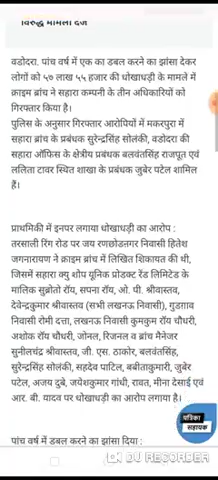 विरुद्ध मामला दर्ज
वडोदरा. पांच वर्ष में एक का डबल करने का झांसा देकर
लोगों को ५० लाख ५५ हजार की धोखाधड़ी के मामले में
क्राइम ब्रांच ने सहारा कम्पनी के तीन अधिकारियों को
गिरफ्तार किया है।
पुलिस के अनुसार गिरफ्तार आरोपियों में मकरपुरा में
सहारा ब्रांच के प्रबंधक सुरेन्द्रसिंह सोलंकी, वडोदरा की
सहारा ऑफिस के क्षेत्रीय प्रबंधक बलवंतसिंह राजपूत एवं
ललिता टावर स्थित शाखा के प्रबंधक जुबेर पटेल शामिल
हैं।
प्राथमिकी में इनपर लगाया धोखाधड़ी का आरोप :
तरसाली रिंग रोड पर जय रणछोडनगर निवासी हितेश
जगनारायण ने क्राइम ब्रांच में लिखित शिकायत की थी,
जिसमें सहारा क्यु शोप यूनिक प्रोडक्ट रेंड लिमिटेड के
मालिक सुब्रोतो रॉय, सपना रॉय, ओ. पी. श्रीवास्तव,
देवेन्द्रकुमार श्रीवास्तव (सभी लखनऊ निवासी), गुडगाव
निवासी रोमी दत्ता, लखनऊ निवासी कुमकुम रॉय चौधरी,
अशोक रॉय चौधरी, जोनल, रिजनल व ब्रांच मैनेजर
सुनीलचंद्र श्रीवास्तव, जी. एस. ठाकोर, बलवंतसिंह,
सुरेन्द्रसिंह सोलंकी, सहदेव पाटिल, बबीताकुमारी, जुबेर
पटेल, अजय दुबे, जयेशकुमार गांधी, रावत, मीना देसाई एवं
आर. बी. यादव पर धोखाधड़ी का आरोप लगाया है।
पत्रिका
सहायक
पांच वर्ष में डबल करने का झांसा दिया :
DU RECORDER